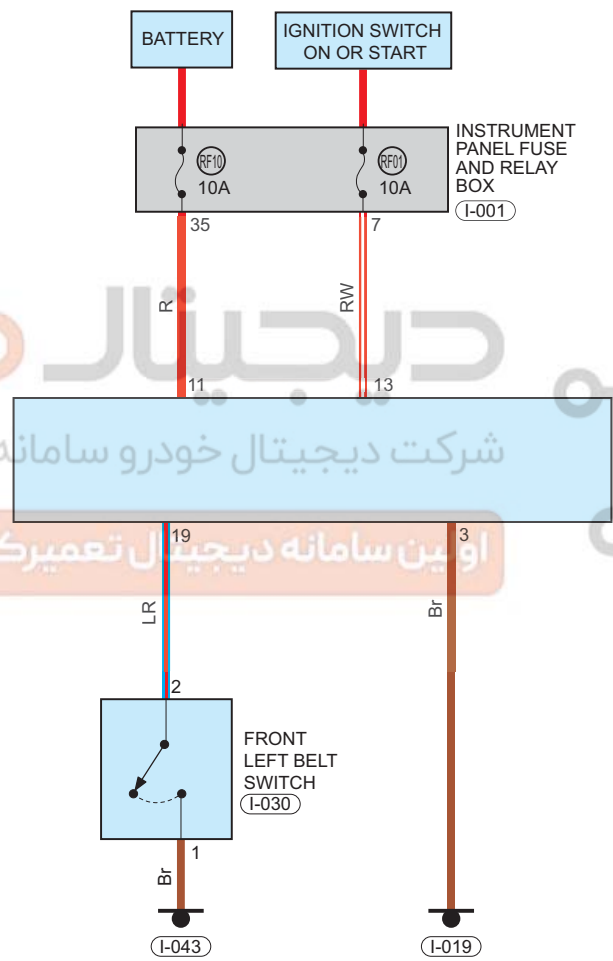 BATTERY
IGNITION SWITCH
ON OR START
RF10
10A
RF01
10A
INSTRUMENT
PANEL FUSE
AND RELAY
BOX
I-001
35
7
R
RW
دیجیتال
11
13
شرکت دیجیتال خودرو سامانه
اولین سامانه دیجیتال
19
3
LR
Br
2
FRONT
LEFT BELT
SWITCH
I-030
1
Br
I-043
I-019